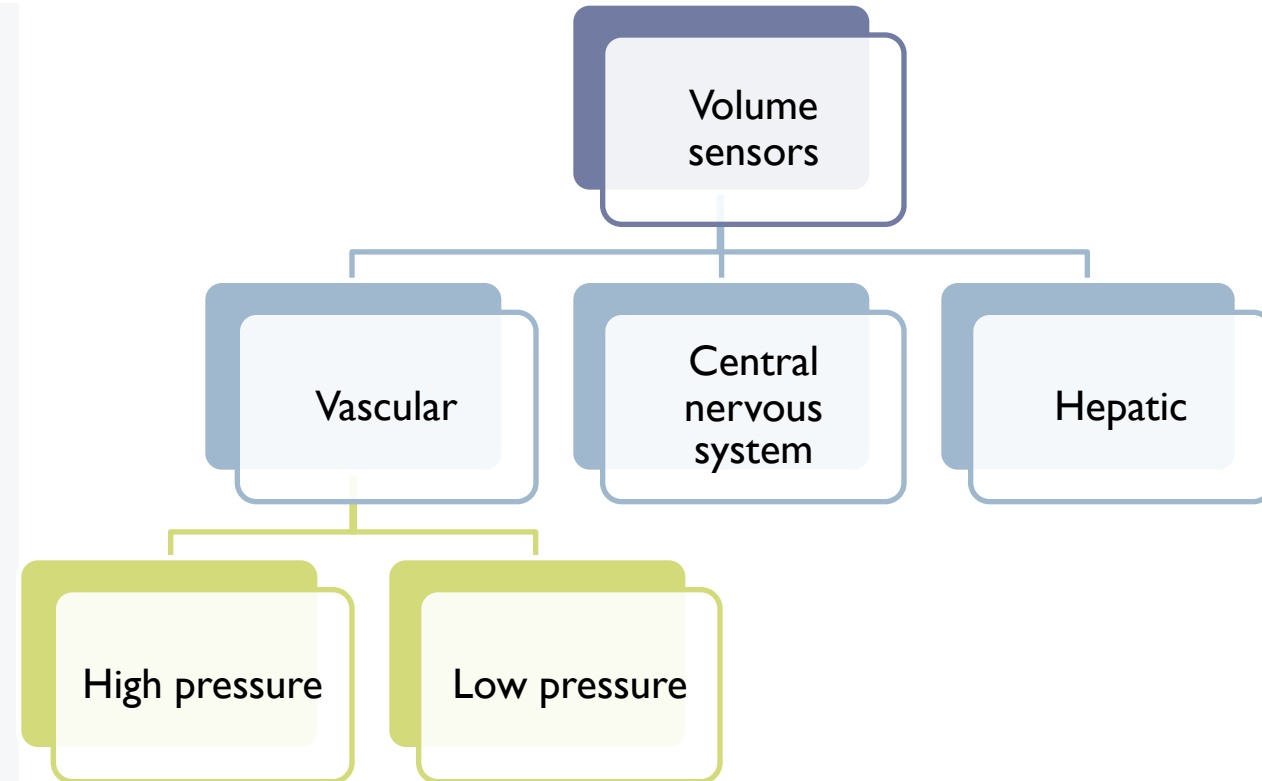 Volume
sensors
Vascular
Central
nervous
system
Hepatic
High pressure
Low pressure